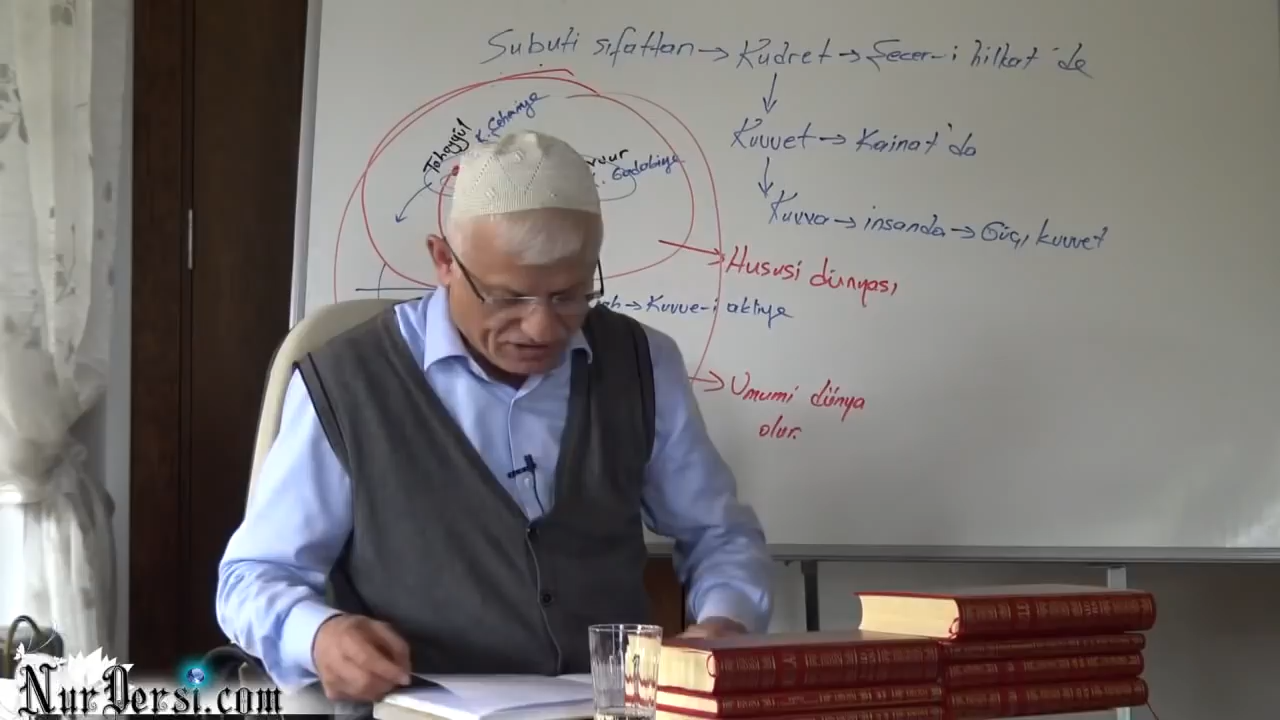 Subuti sıfattan → Kudret → Şecer-i hilkat'de
Kuvvet → Kainat'da
Kuvva → insanda → Güç, kuvvet
Tahayyül
K. Şeheviye
Gadabiye
Hususi dünyası
→ Kuvve-i akliye
Umumi dünya
olur.
NurDersi.com